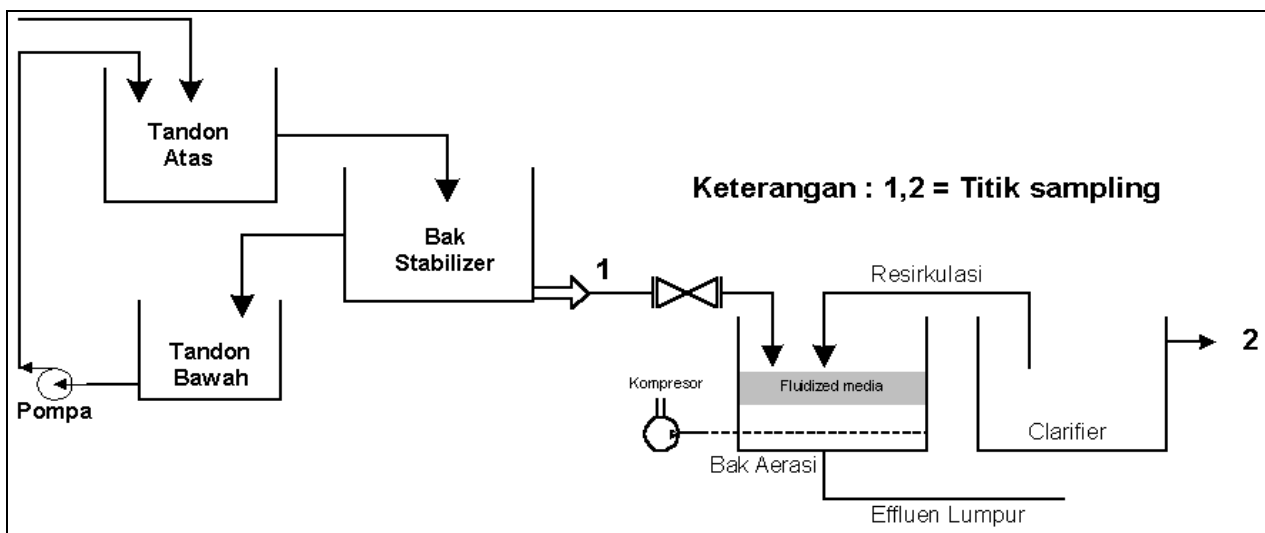 Tandon
Atas
Keterangan : 1,2 = Titik sampling
Bak
Stabilizer
1
Resirkulasi
2
Tandon
Bawah
Pompa
Kompresor
Fluidized media
Clarifier
Bak Aerasi
Effluen Lumpur